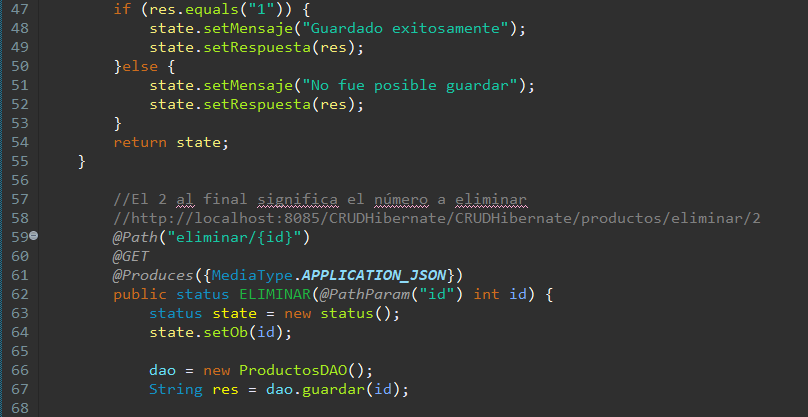 47 if (res.equals("1")) {
48 state.setMensaje("Guardado exitosamente");
49 state.setRespuesta(res);
50 }else {
51 state.setMensaje("No fue posible guardar");
52 state.setRespuesta(res);
53 }
54 return state;
55 }
56
57 //El 2 al final significa el número a eliminar
58 //http://localhost:8085/CRUDHibernate/CRUDHibernate/productos/eliminar/2
59 @Path("eliminar/{id}")
60 @GET
61 @Produces({MediaType.APPLICATION_JSON})
62 public status ELIMINAR(@PathParam("id") int id) {
63 status state = new status();
64 state.setOb(id);
65
66 dao = new ProductosDAO();
67 String res = dao.guardar(id);
68